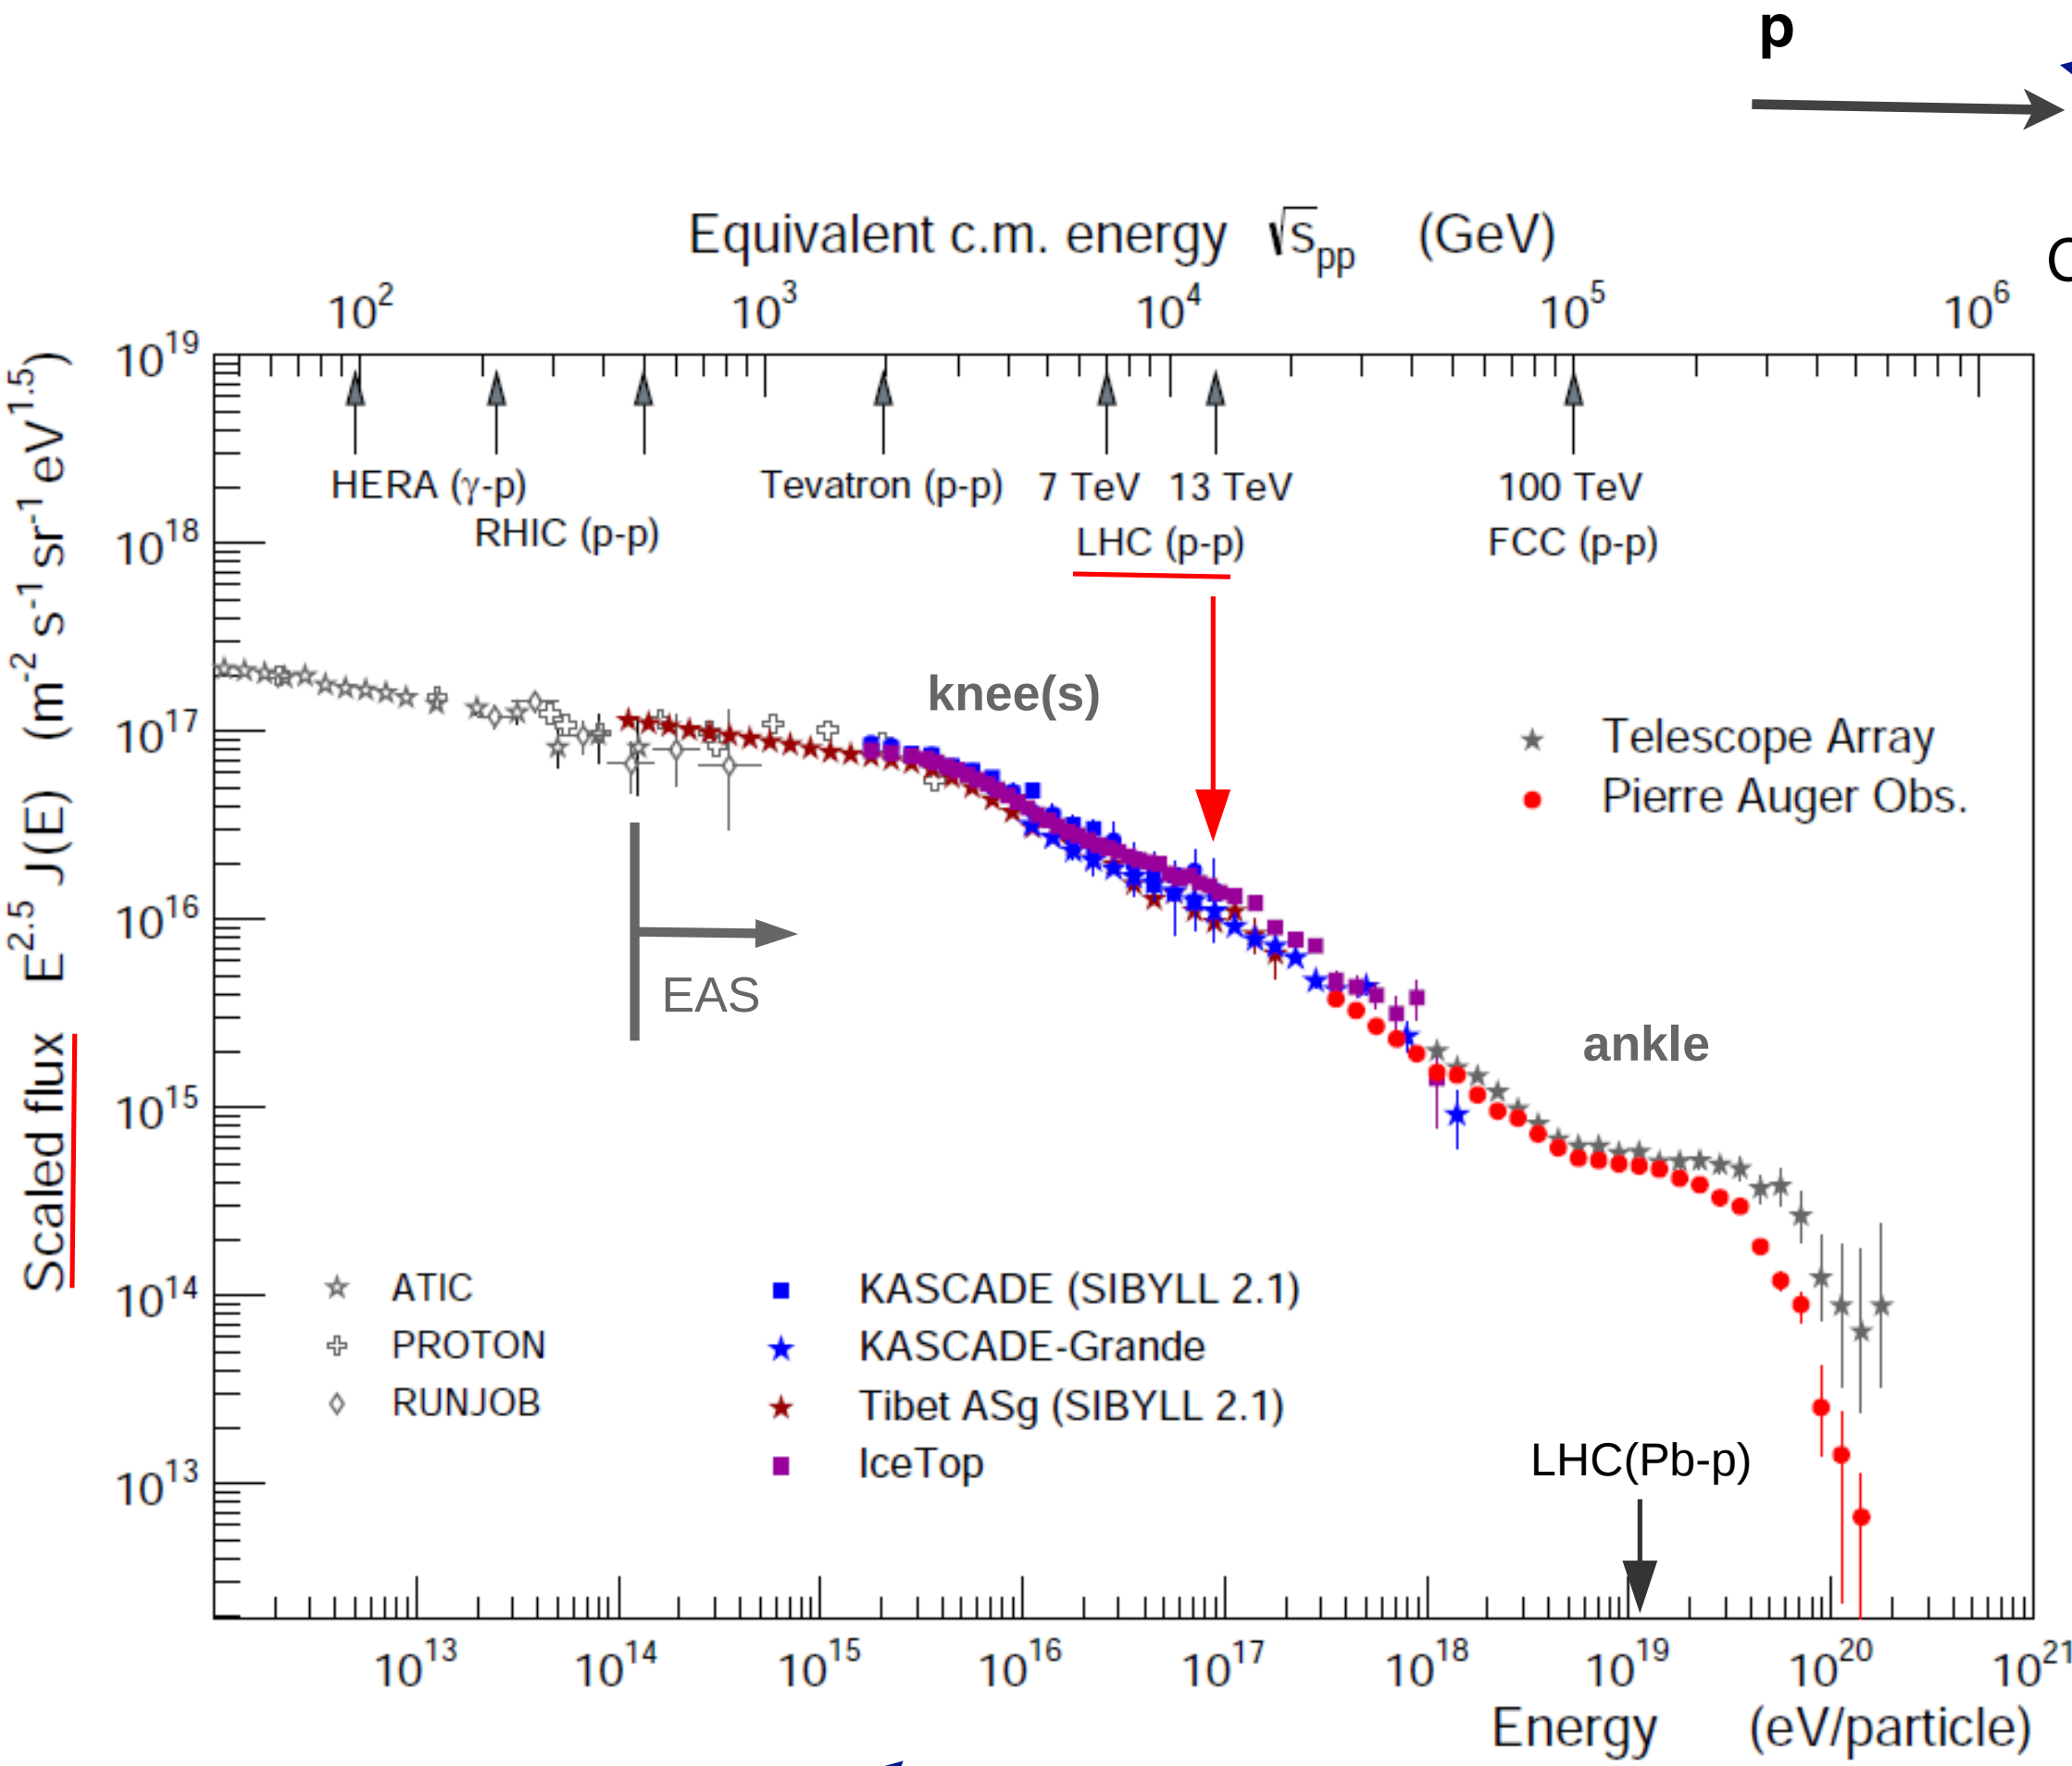 p
Equivalent c.m. energy √s_pp (GeV)
10^2 10^3 10^4 10^5 10^6
10^19
HERA (γ-p) Tevatron (p-p) 7 TeV 13 TeV 100 TeV
RHIC (p-p) LHC (p-p) FCC (p-p)
10^18
knee(s)
10^17
Telescope Array
Pierre Auger Obs.
10^16
EAS
ankle
10^15
Scaled flux E^2.5 J(E) (m^-2 s^-1 sr^-1 eV^1.5)
10^14
ATIC KASCADE (SIBYLL 2.1)
PROTON KASCADE-Grande
RUNJOB Tibet ASg (SIBYLL 2.1)
IceTop
LHC(Pb-p)
10^13
10^13 10^14 10^15 10^16 10^17 10^18 10^19 10^20 10^21
Energy (eV/particle)